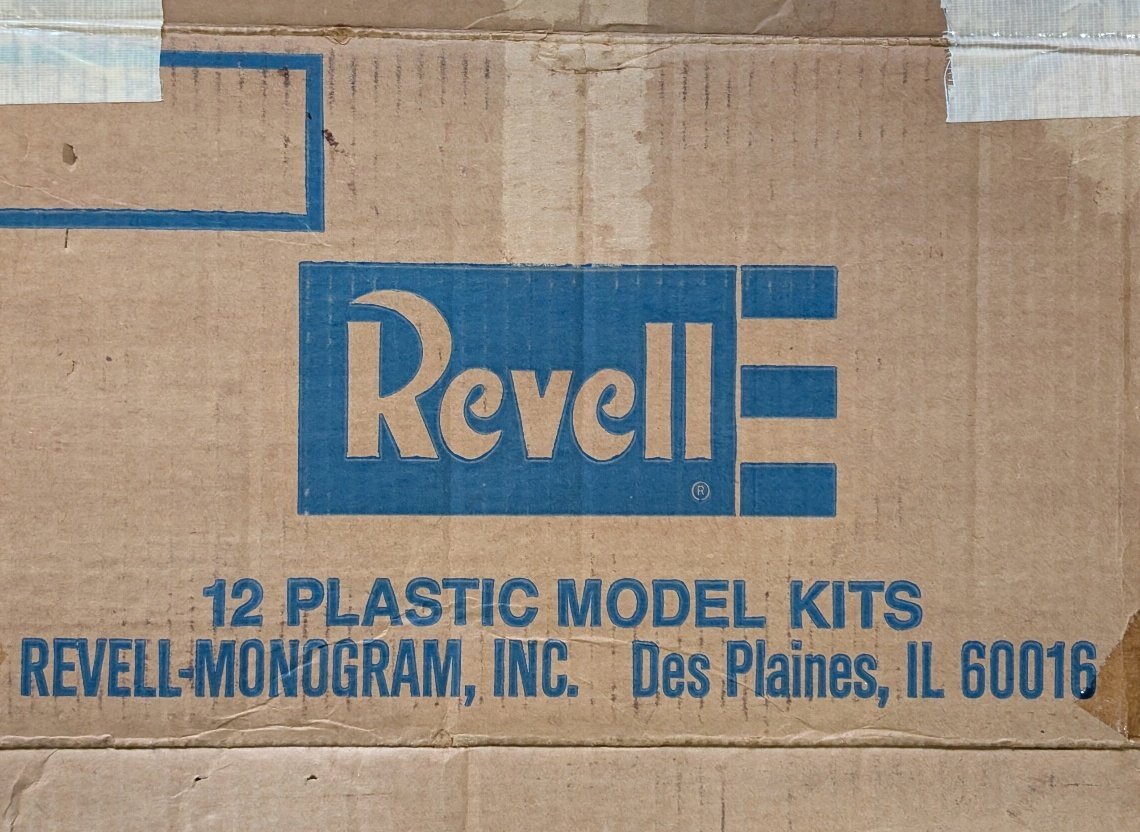 Revell
®
12 PLASTIC MODEL KITS
REVELL-MONOGRAM, INC. Des Plaines, IL 60016